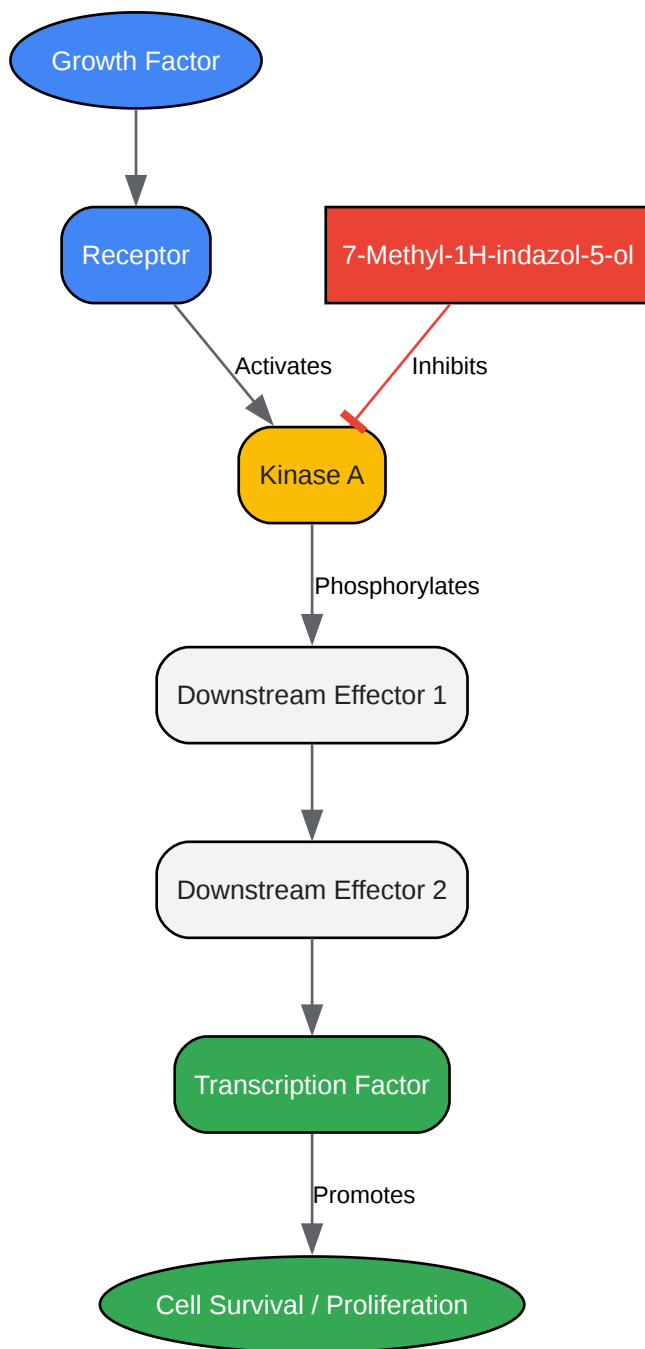 Growth Factor
Receptor
7-Methyl-1H-indazol-5-ol
Activates
Inhibits
Kinase A
Phosphorylates
Downstream Effector 1
Downstream Effector 2
Transcription Factor
Promotes
Cell Survival / Proliferation